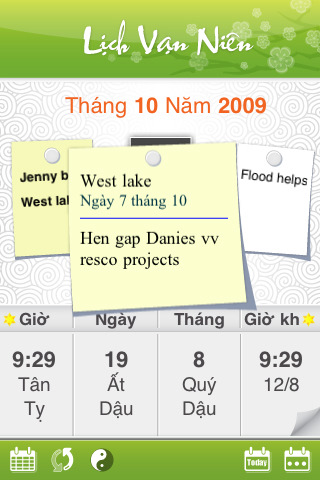 Lịch Vạn Niên
Tháng 10 Năm 2009
Jenny b
West lak
West lake
Ngày 7 tháng 10
Hen gap Danies vv
resco projects
Flood helps
Giờ Ngày Tháng Giờ kh
9:29 19 8 9:29
Tân Ất Quý 12/8
Tỵ Dậu Dậu
Today